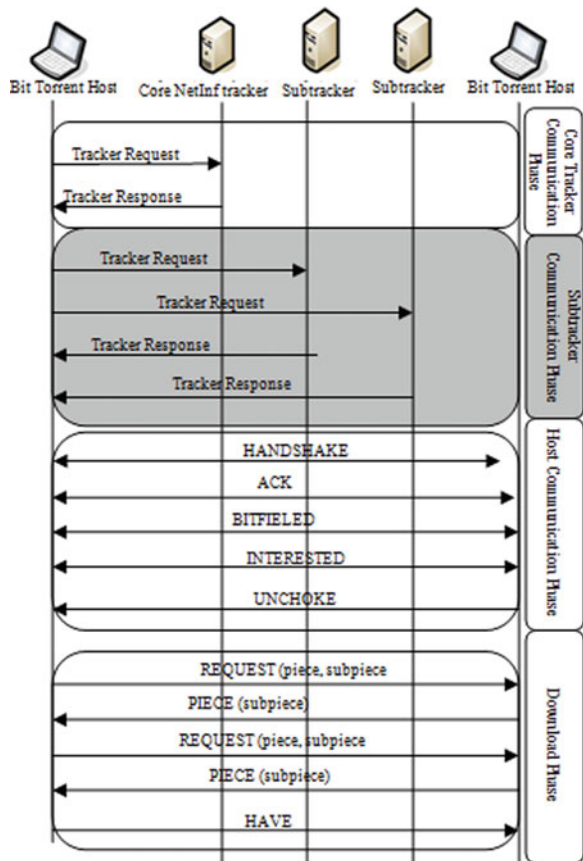 Bit Torrent Host
Core NetInf tracker
Subtracker
Subtracker
Bit Torrent Host
Core Tracker
Communication
Phase
Tracker Request
Tracker Response
Subtracker
Communication Phase
Tracker Request
Tracker Request
Tracker Response
Tracker Response
Host Communication Phase
HANDSHAKE
ACK
BITFIELED
INTERESTED
UNCHOKE
Download Phase
REQUEST (piece, subpiece
PIECE (subpiece)
REQUEST (piece, subpiece
PIECE (subpiece)
HAVE